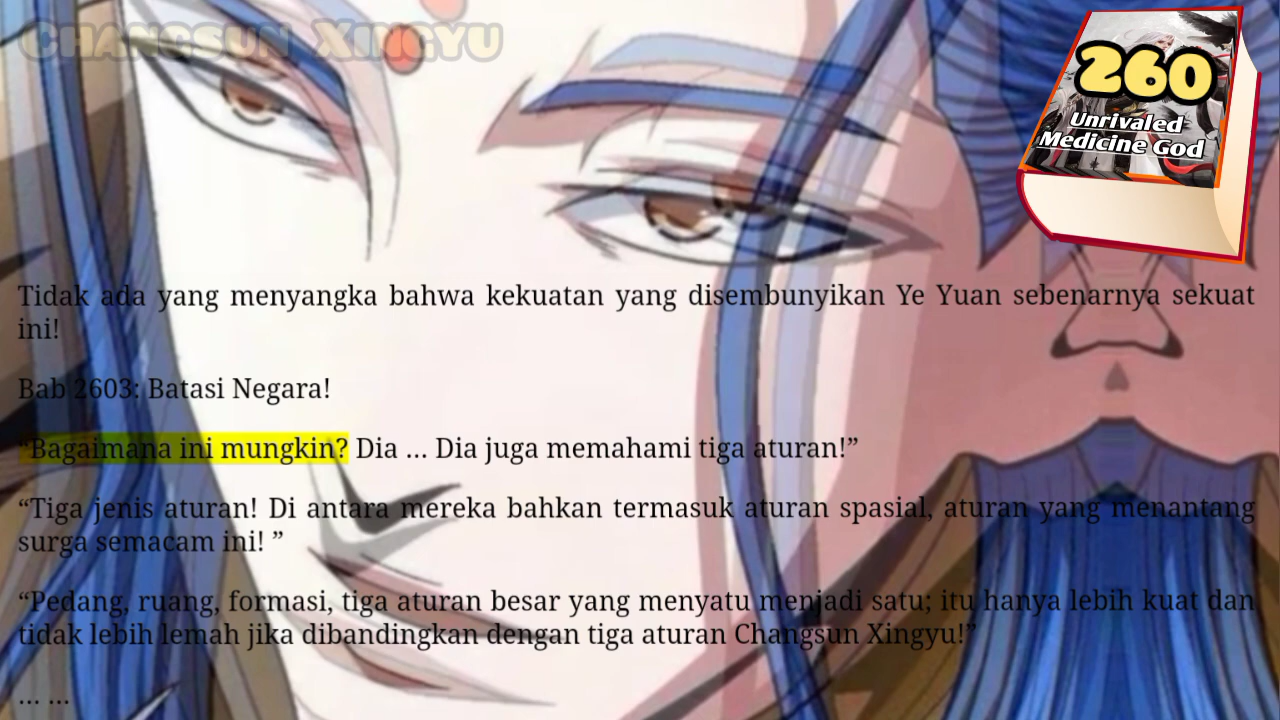 Changsun Xingyu
260
Unrivaled
Medicine God
Tidak ada yang menyangka bahwa kekuatan yang disembunyikan Ye Yuan sebenarnya sekuat
ini!
Bab 2603: Batasi Negara!
“Bagaimana ini mungkin? Dia ... Dia juga memahami tiga aturan!”
“Tiga jenis aturan! Di antara mereka bahkan termasuk aturan spasial, aturan yang menantang
surga semacam ini! ”
“Pedang, ruang, formasi, tiga aturan besar yang menyatu menjadi satu; itu hanya lebih kuat dan
tidak lebih lemah jika dibandingkan dengan tiga aturan Changsun Xingyu!”
... ...